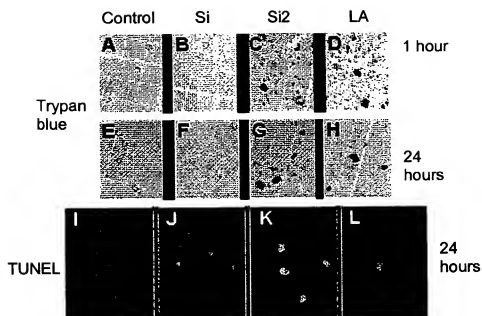 Control Si Si2 LA
A B C D 1 hour
Trypan blue
E F G H 24 hours
I J K L
TUNEL 24 hours